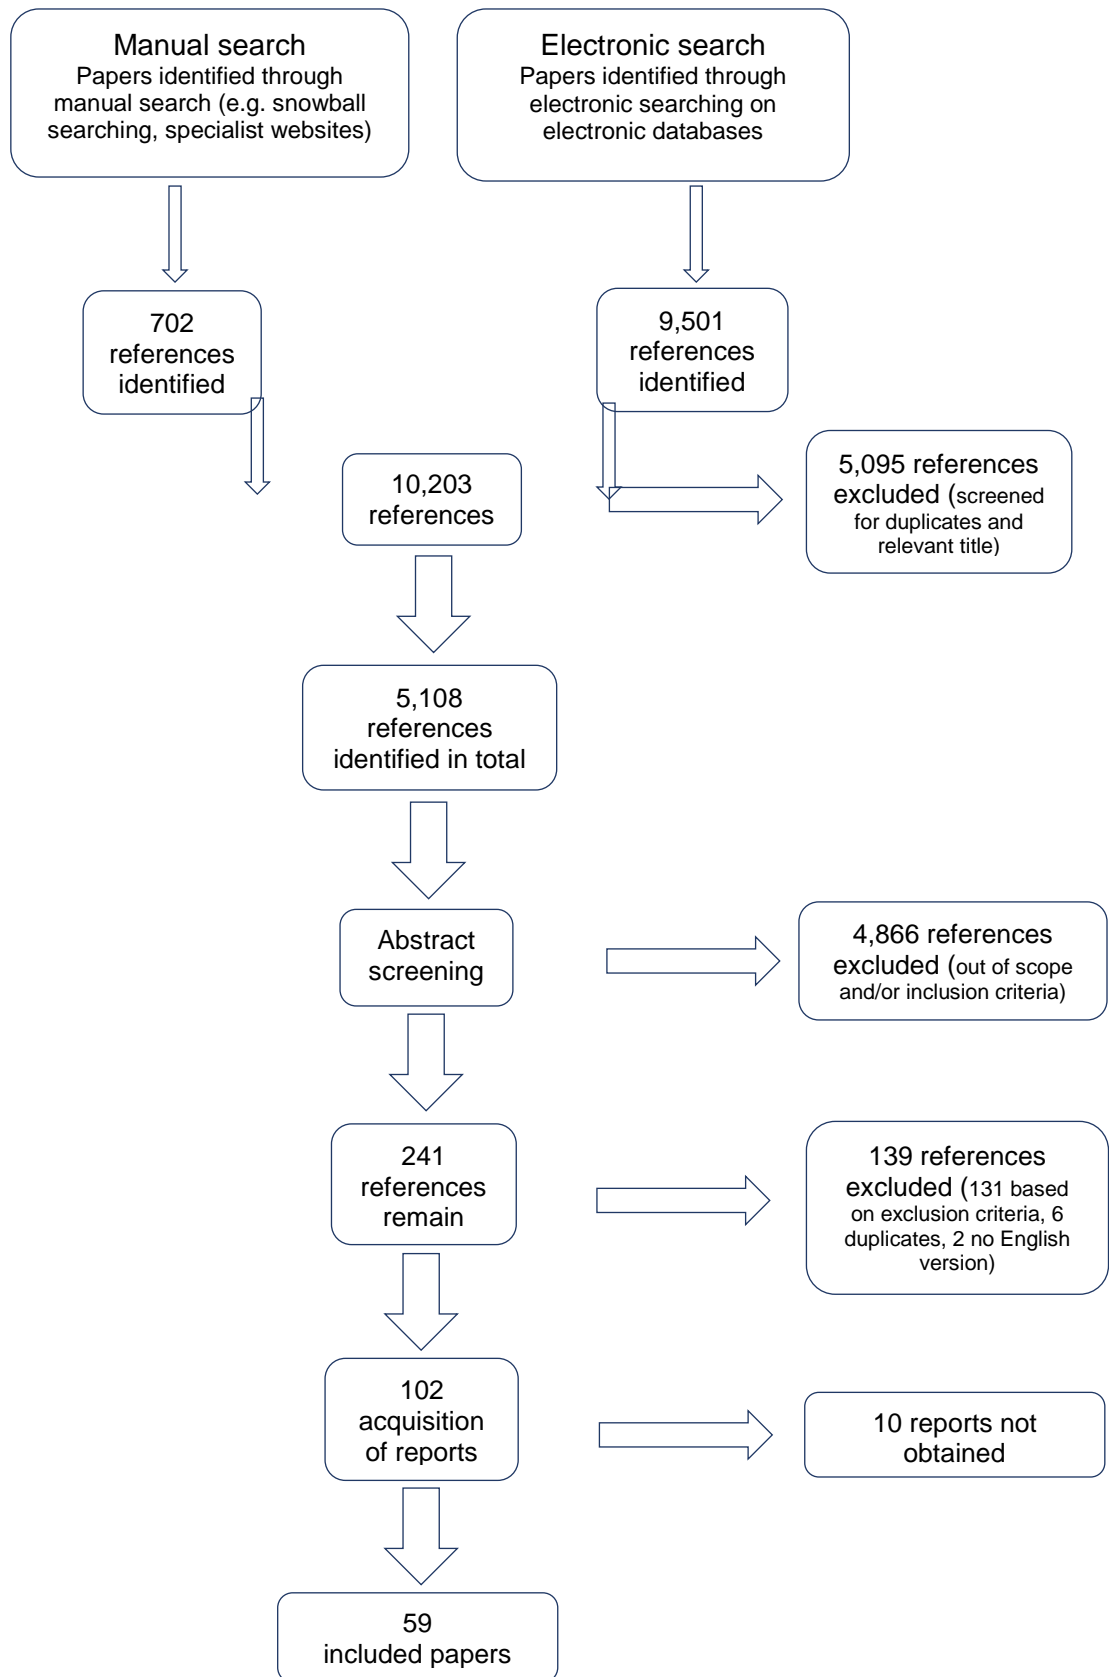 Manual search
Papers identified through
manual search (e.g. snowball
searching, specialist websites)
Electronic search
Papers identified through
electronic searching on
electronic databases
702
references
identified
9,501
references
identified
10,203
references
5,095 references
excluded (screened
for duplicates and
relevant title)
5,108
references
identified in total
Abstract
screening
4,866 references
excluded (out of scope
and/or inclusion criteria)
241
references
remain
139 references
excluded (131 based
on exclusion criteria, 6
duplicates, 2 no English
version)
102
acquisition
of reports
10 reports not
obtained
59
included papers